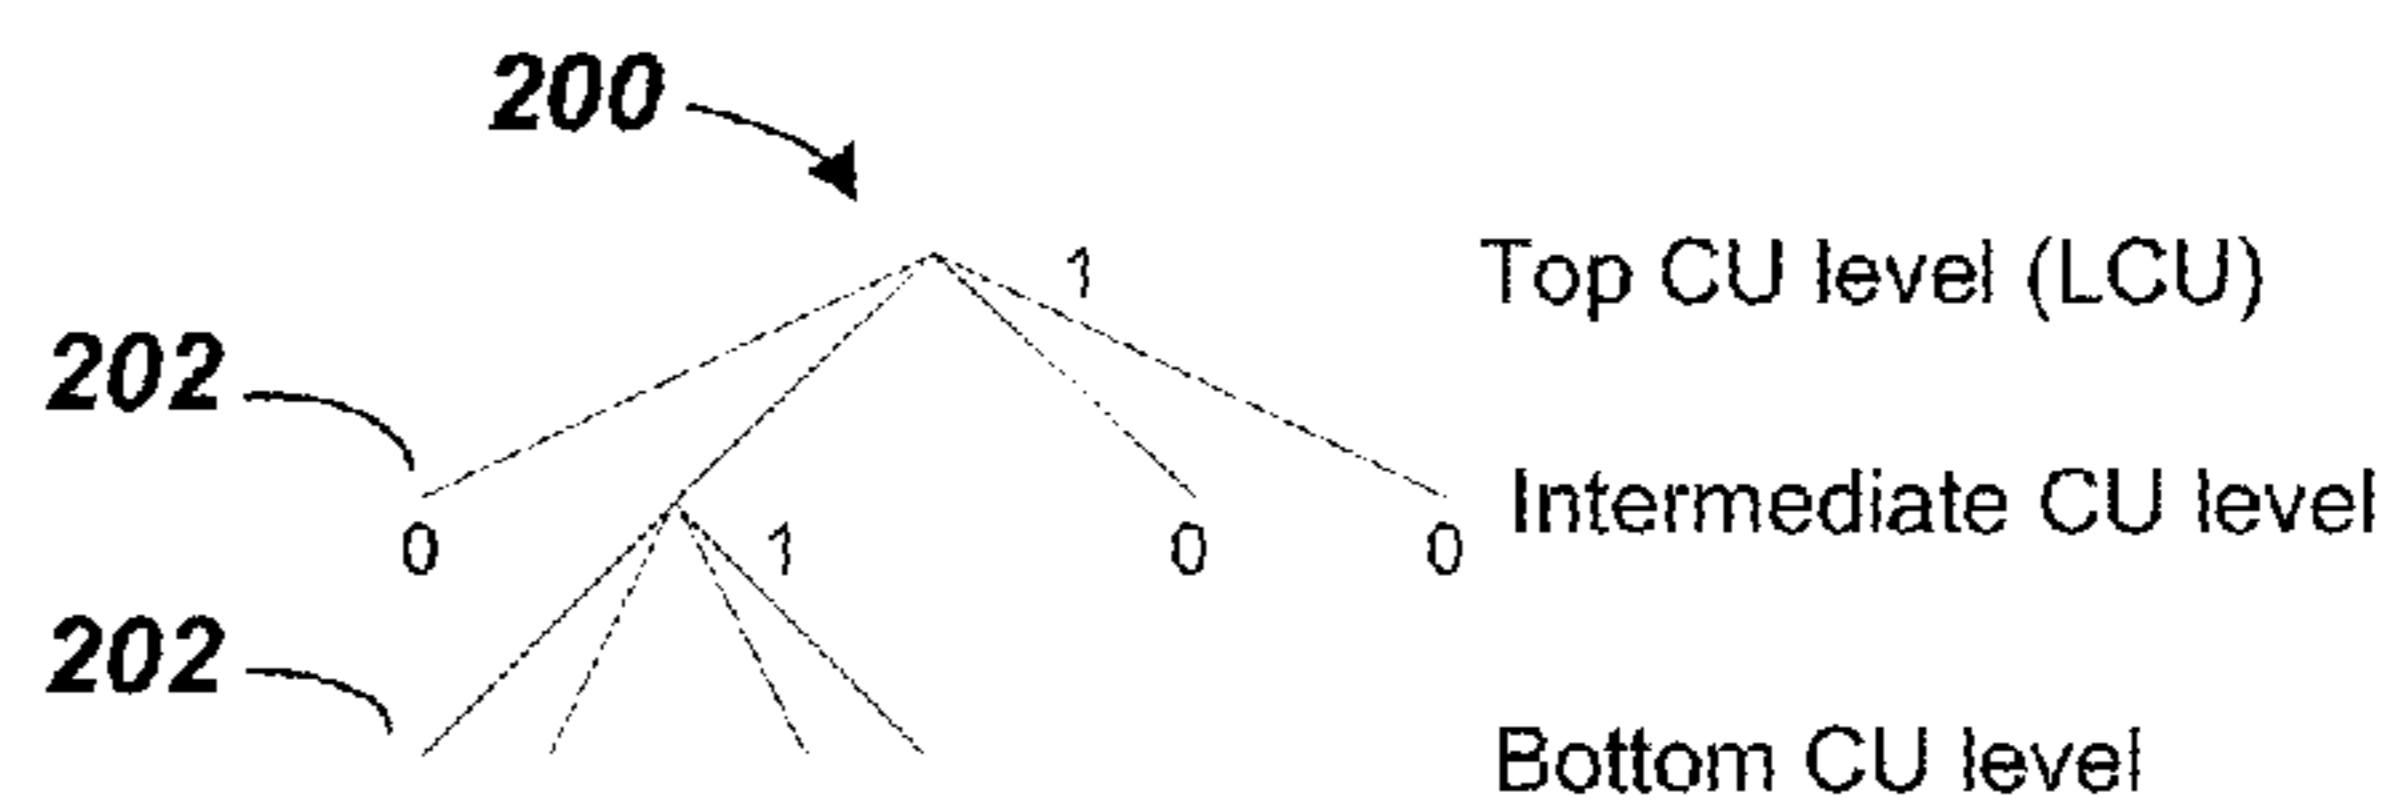 200
1 Top CU level (LCU)
202
0 1 0 0 Intermediate CU level
202
Bottom CU level